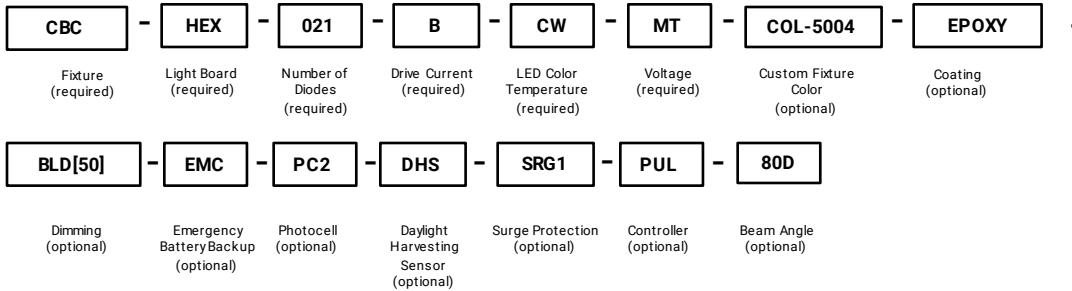 CBC - HEX - 021 - B - CW - MT - COL-5004 - EPOXY -
Fixture Light Board Number of Drive Current LED Color Voltage Custom Fixture Coating
(required) (required) Diodes (required) Temperature (required) Color (optional)
(required) (required) (optional)
BLD[50] - EMC - PC2 - DHS - SRG1 - PUL - 80D
Dimming Emergency Photocell Daylight Surge Protection Controller Beam Angle
(optional) Battery Backup (optional) Harvesting (optional) (optional) (optional)
(optional) Sensor
(optional)